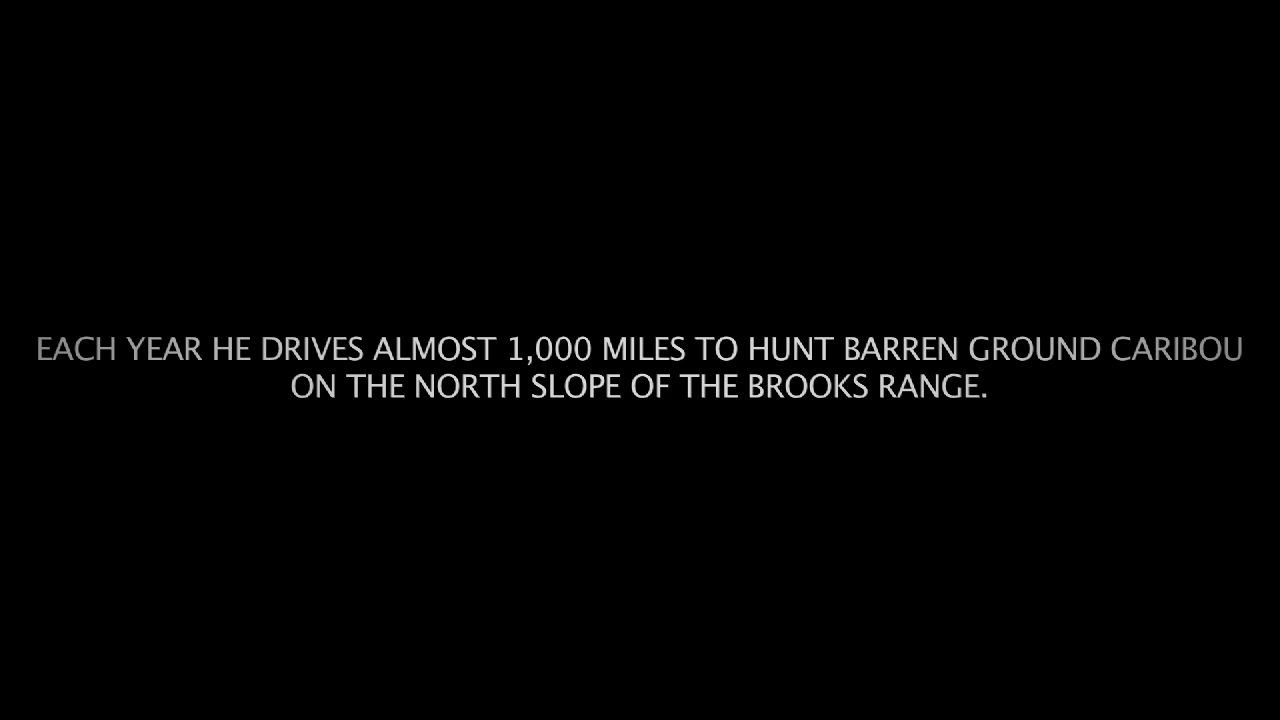 EACH YEAR HE DRIVES ALMOST 1,000 MILES TO HUNT BARREN GROUND CARIBOU
ON THE NORTH SLOPE OF THE BROOKS RANGE.